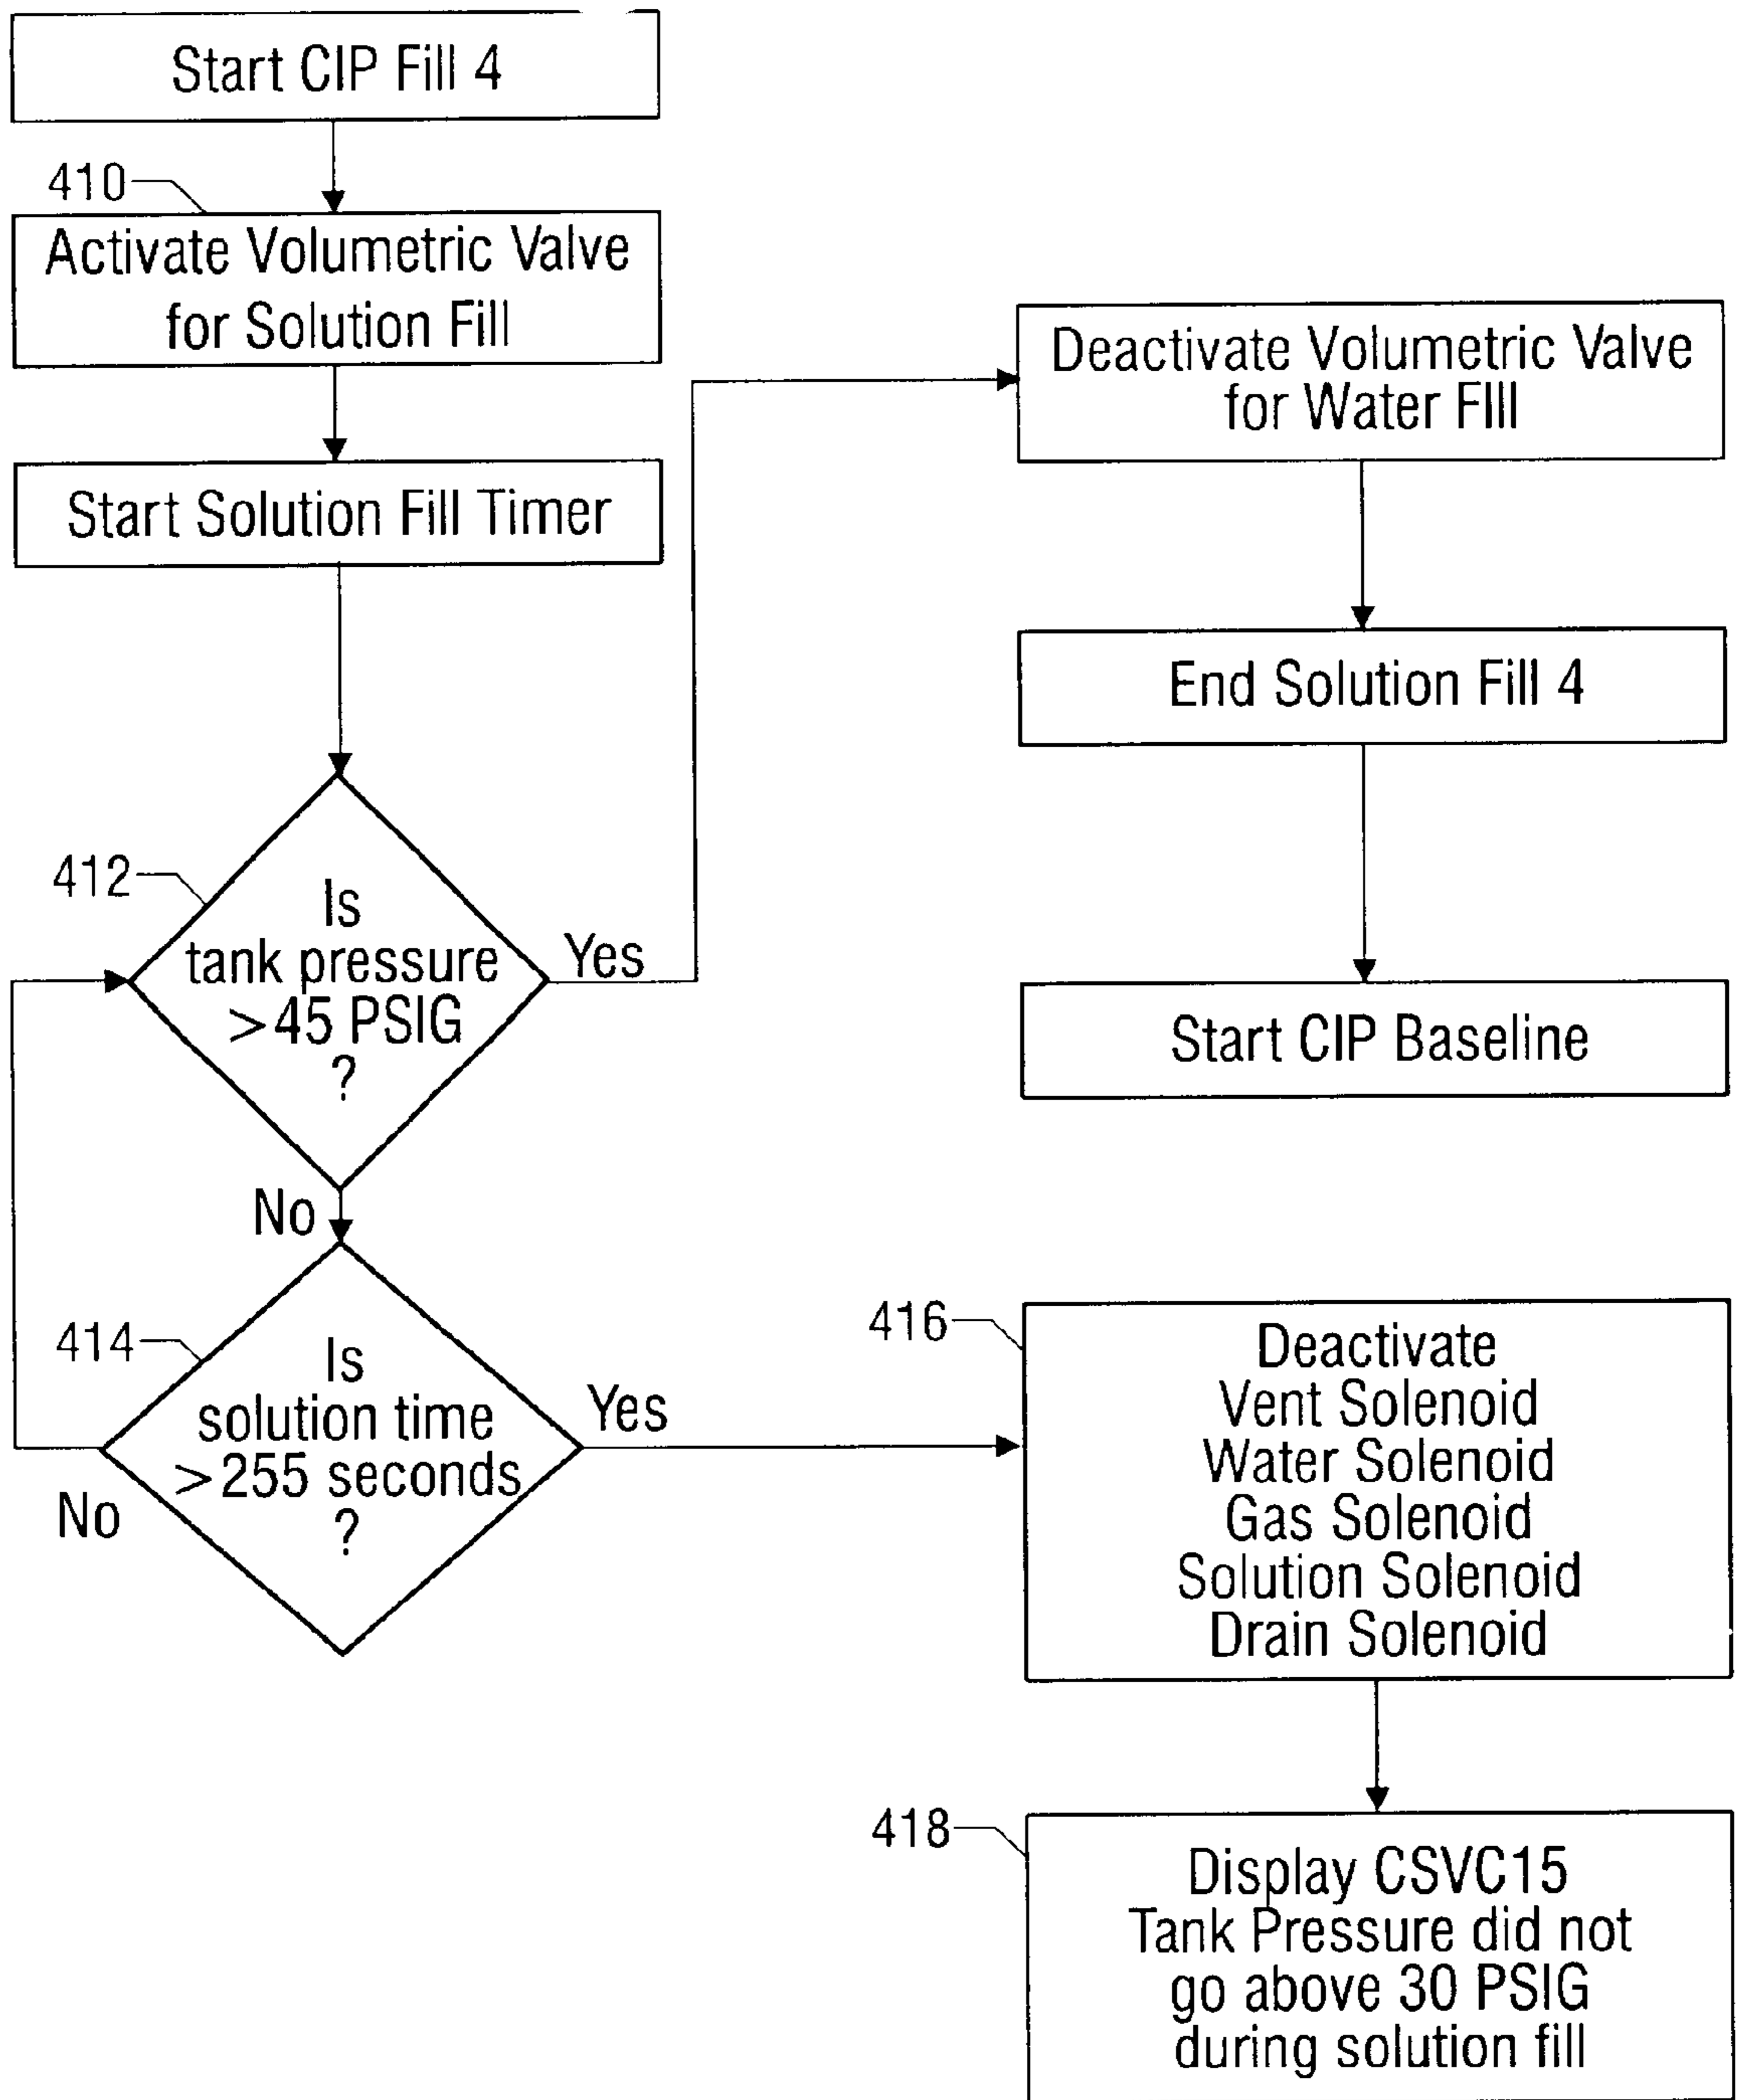 Start CIP Fill 4
410
Activate Volumetric Valve
for Solution Fill
Start Solution Fill Timer
412
Is
tank pressure
>45 PSIG
?
Yes
No
414
Is
solution time
>255 seconds
?
Yes
No
Deactivate Volumetric Valve
for Water FIll
End Solution Fill 4
Start CIP Baseline
416
Deactivate
Vent Solenoid
Water Solenoid
Gas Solenoid
Solution Solenoid
Drain Solenoid
418
Display CSVC15
Tank Pressure did not
go above 30 PSIG
during solution fill